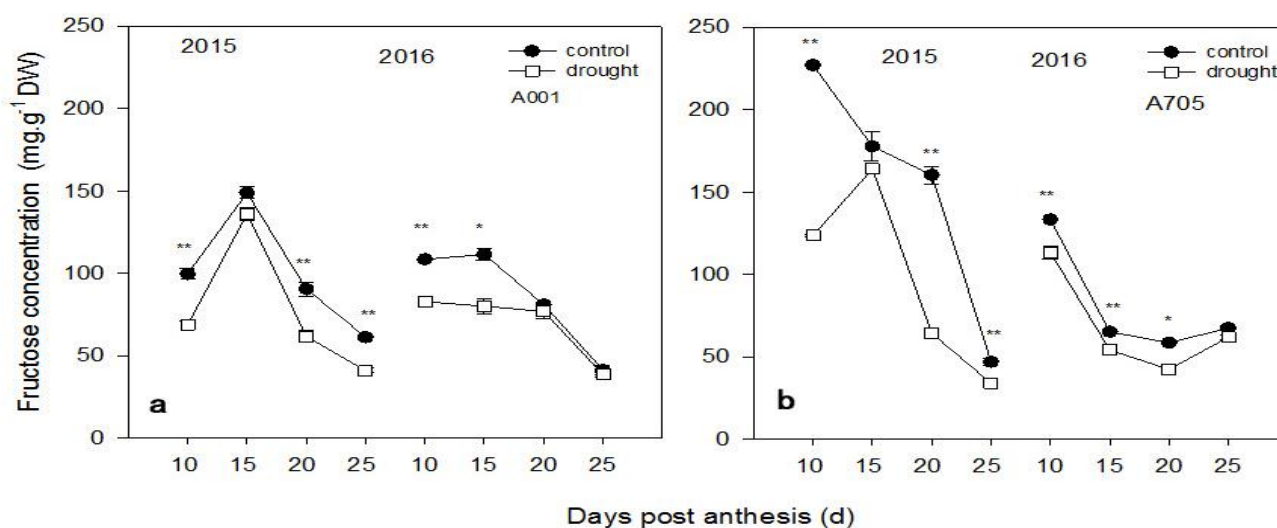 Fructose concentration (mg.g⁻¹ DW)
250
200
150
100
50
0
2015
2016
control
drought
A001
**
**
**
**
*
a
10 15 20 25 10 15 20 25
250
200
150
100
50
0
2015
2016
control
drought
A705
**
**
**
**
**
*
b
10 15 20 25 10 15 20 25
Days post anthesis (d)